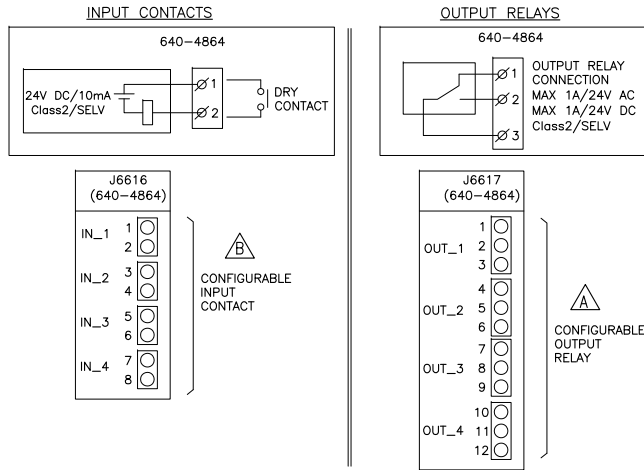 INPUT CONTACTS
640-4864
24V DC/10mA
Class2/SELV
1
2
DRY
CONTACT
J6616
(640-4864)
IN_1
1
2
IN_2
3
4
IN_3
5
6
IN_4
7
8
B
CONFIGURABLE
INPUT
CONTACT
OUTPUT RELAYS
640-4864
1
2
3
OUTPUT RELAY
CONNECTION
MAX 1A/24V AC
MAX 1A/24V DC
Class2/SELV
J6617
(640-4864)
OUT_1
1
2
3
OUT_2
4
5
6
OUT_3
7
8
9
OUT_4
10
11
12
A
CONFIGURABLE
OUTPUT
RELAY